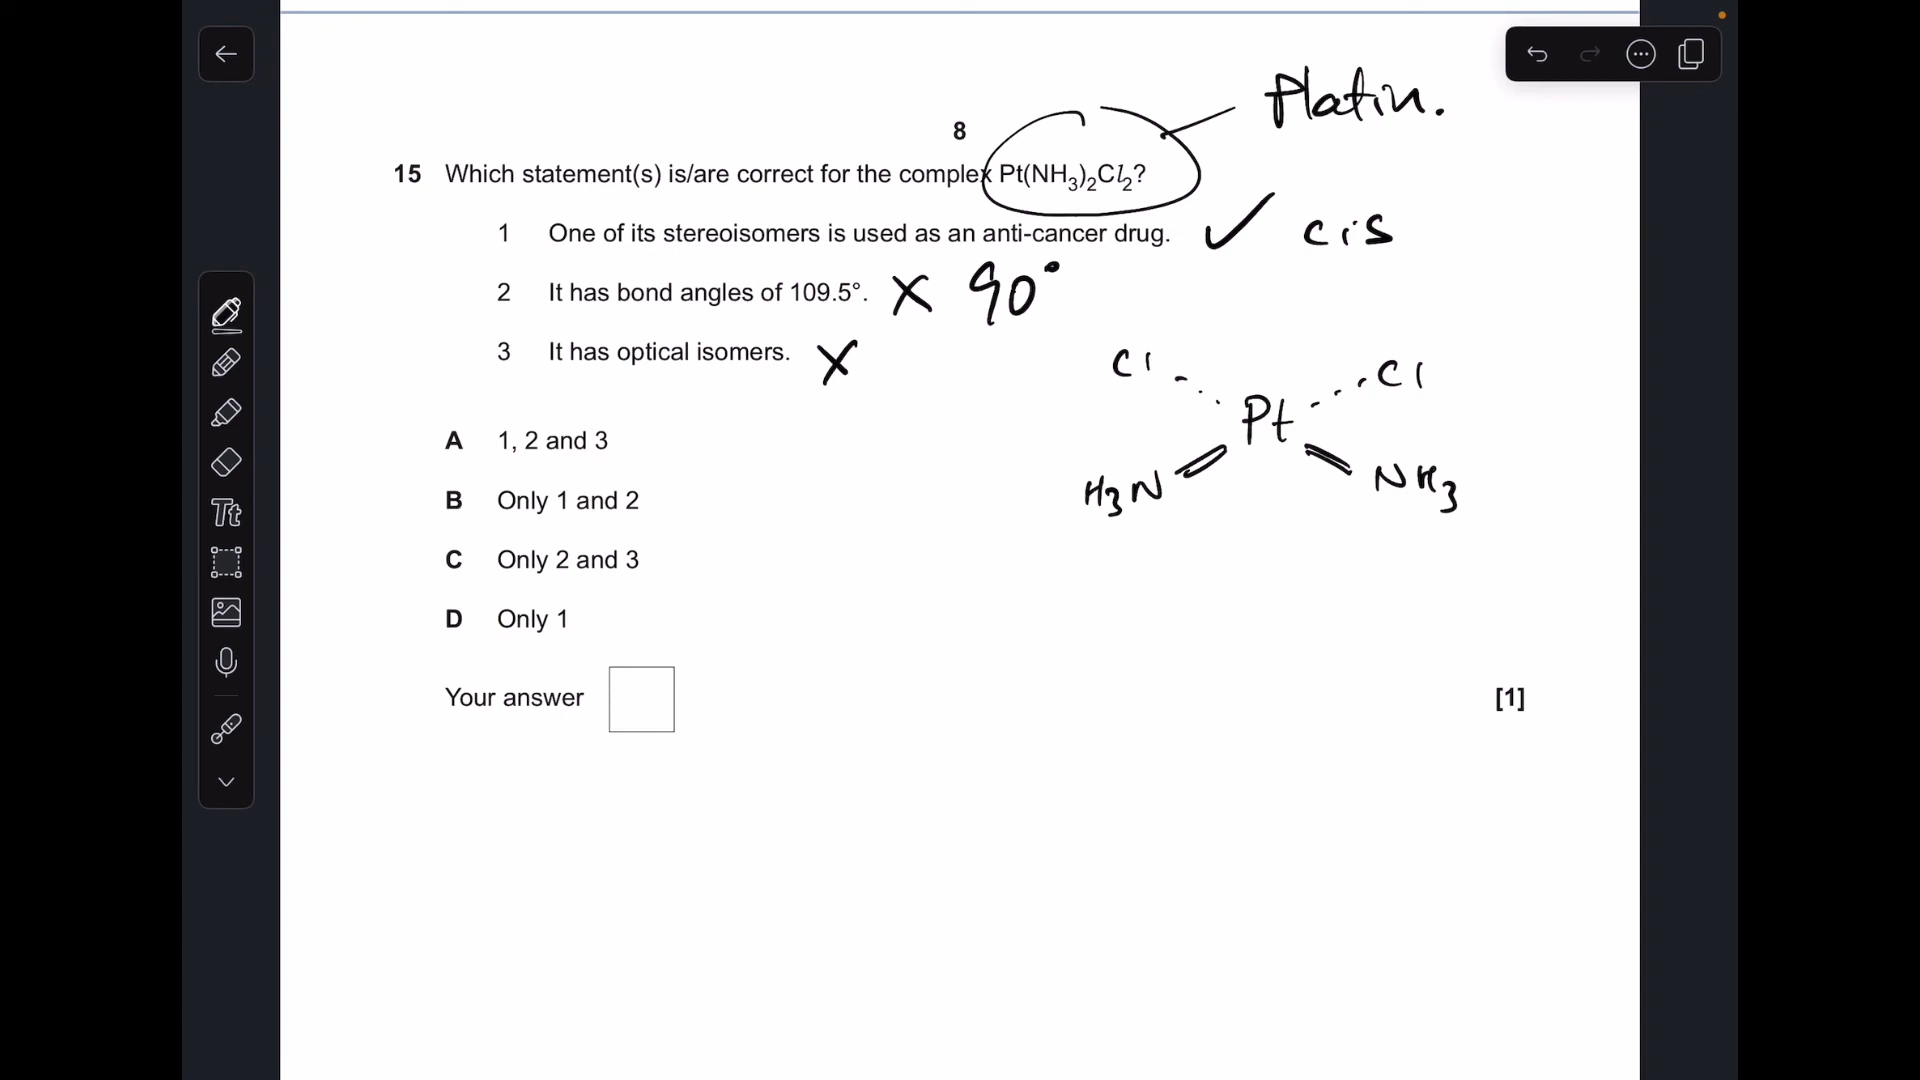 Platin.
8
15 Which statement(s) is/are correct for the complex Pt(NH3)2Cl2?
1 One of its stereoisomers is used as an anti-cancer drug. ✓ cis
2 It has bond angles of 109.5°. X 90°
3 It has optical isomers. X
Cl Cl
Pt
H3N NH3
A 1, 2 and 3
B Only 1 and 2
C Only 2 and 3
D Only 1
Your answer [1]
Tt